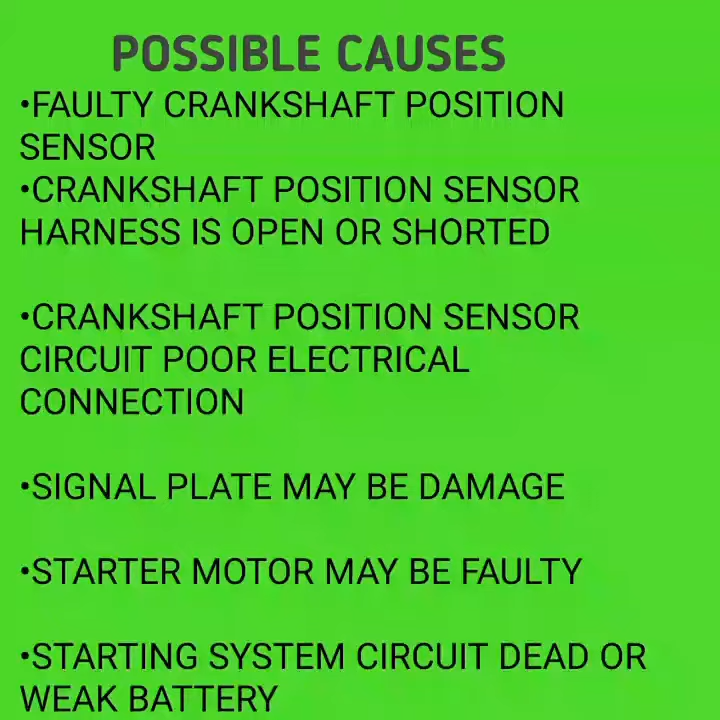 POSSIBLE CAUSES
•FAULTY CRANKSHAFT POSITION
SENSOR
•CRANKSHAFT POSITION SENSOR
HARNESS IS OPEN OR SHORTED
•CRANKSHAFT POSITION SENSOR
CIRCUIT POOR ELECTRICAL
CONNECTION
•SIGNAL PLATE MAY BE DAMAGE
•STARTER MOTOR MAY BE FAULTY
•STARTING SYSTEM CIRCUIT DEAD OR
WEAK BATTERY